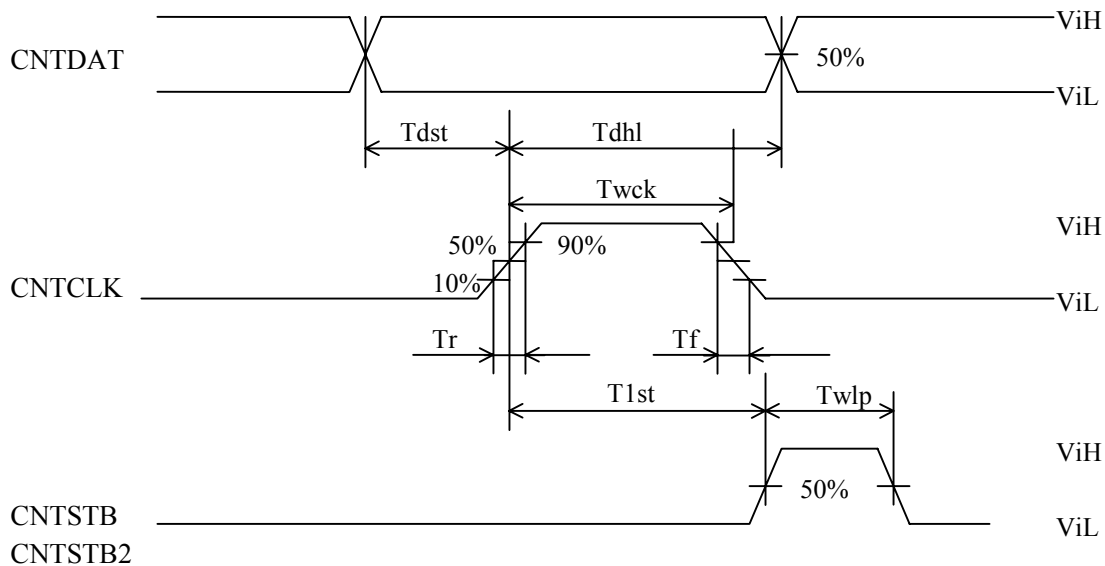 ViH
CNTDAT
50%
ViL
Tdst
Tdhl
Twck
ViH
50%
90%
10%
CNTCLK
ViL
Tr
Tf
T1st
Twlp
ViH
50%
CNTSTB
ViL
CNTSTB2